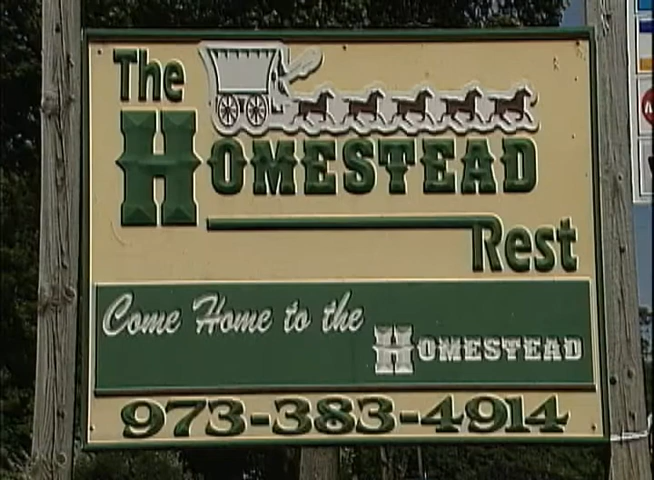 The
HOMESTEAD
Rest
Come Home to the
HOMESTEAD
973-383-4914